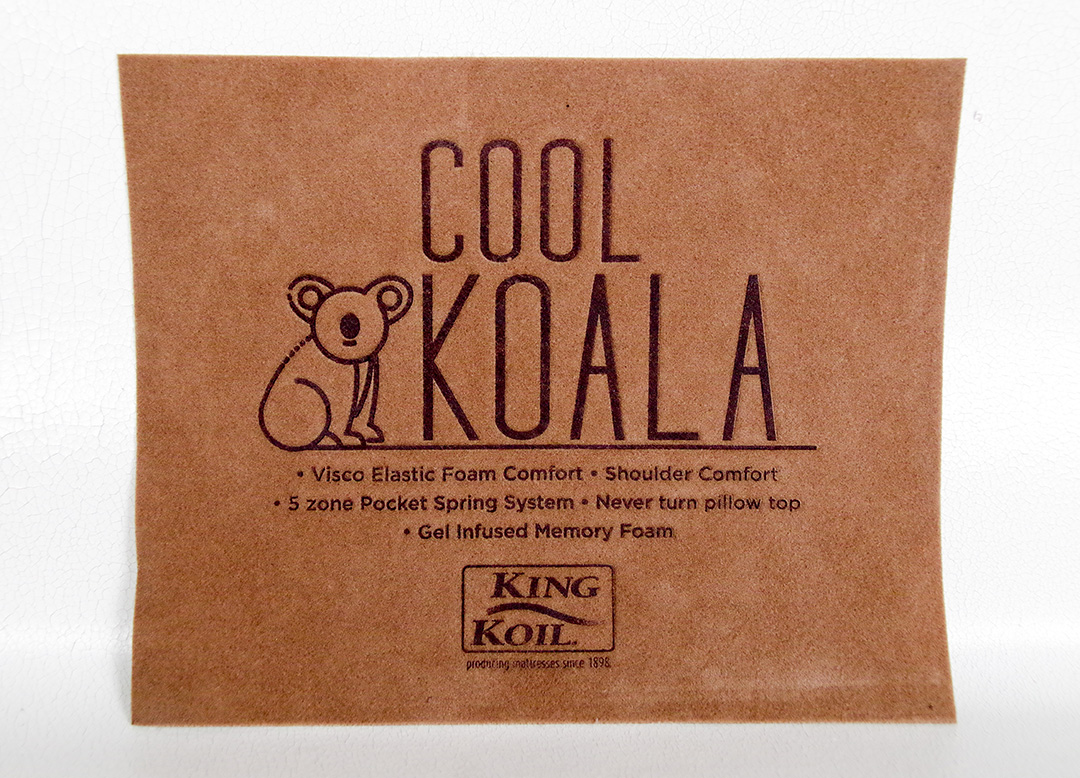 COOL
KOALA
• Visco Elastic Foam Comfort • Shoulder Comfort
• 5 zone Pocket Spring System • Never turn pillow top
• Gel Infused Memory Foam
KING
KOIL
producing mattresses since 1898